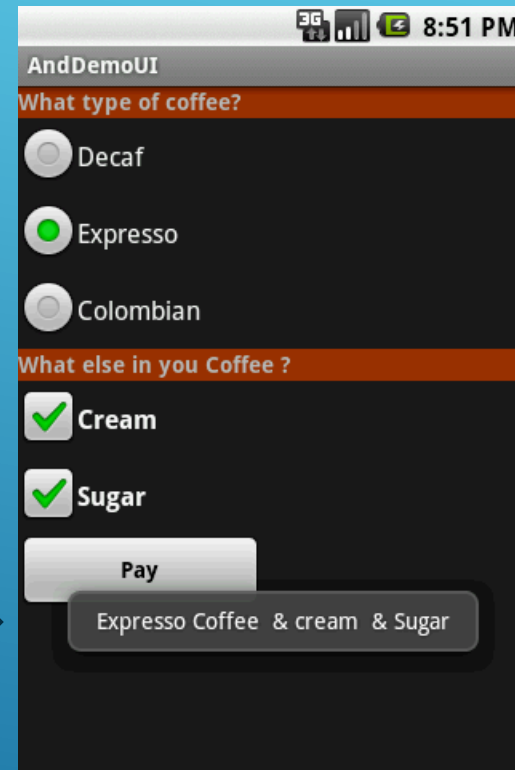 3G 8:51 PM
AndDemoUI
What type of coffee?
Decaf
Expresso
Colombian
What else in you Coffee ?
Cream
Sugar
Pay
Expresso Coffee & cream & Sugar